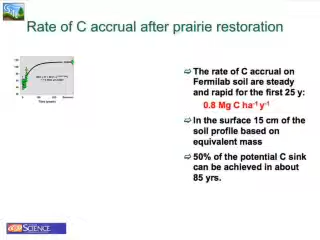 Rate of C accrual after prairie restoration
⇨ The rate of C accrual on
Fermilab soil are steady
and rapid for the first 25 y:
0.8 Mg C ha-1 y-1
⇨ In the surface 15 cm of the
soil profile based on
equivalent mass
⇨ 50% of the potential C sink
can be achieved in about
85 yrs.
SCIENCE